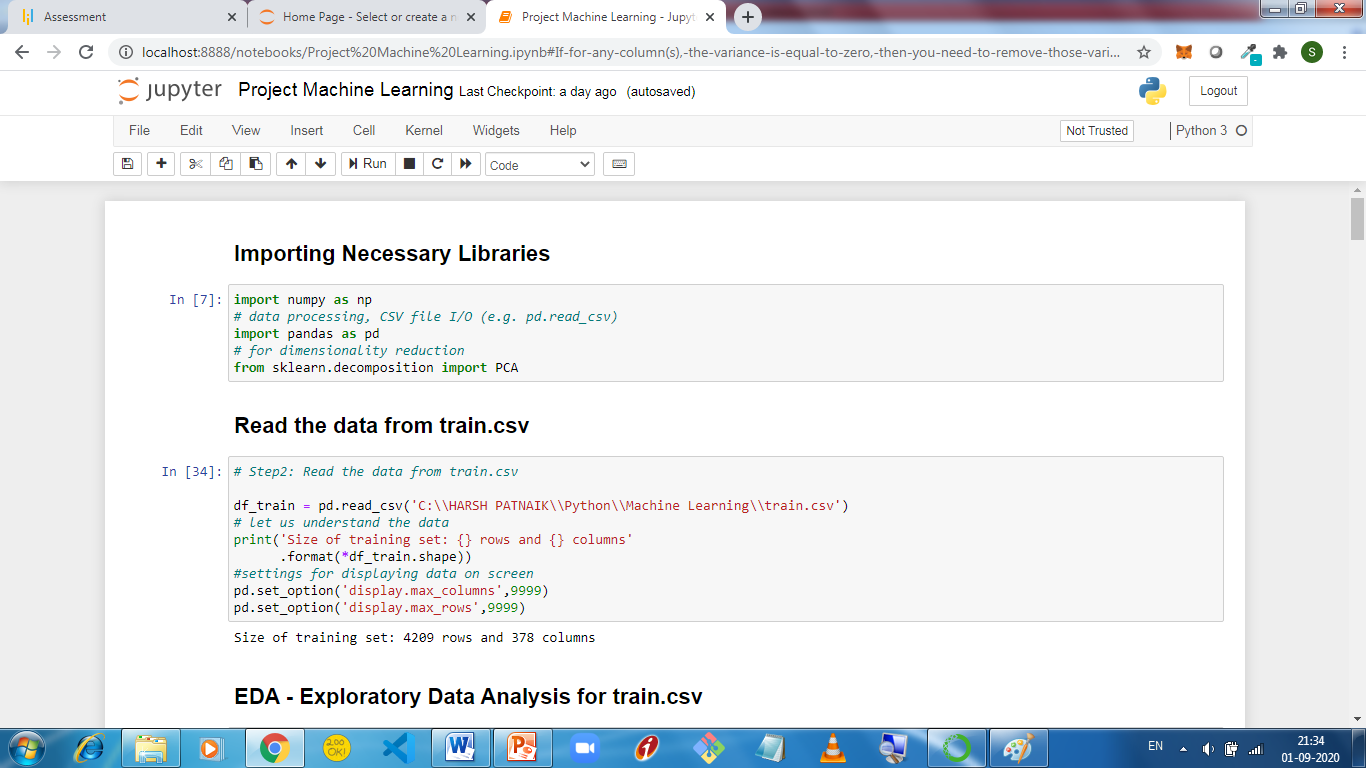 Assessment
Home Page - Select or create a n
Project Machine Learning - Jupyt
localhost:8888/notebooks/Project%20Machine%20Learning.ipynb#If-for-any-column(s),-the-variance-is-equal-to-zero,-then-you-need-to-remove-those-vari...
S
jupyter Project Machine Learning Last Checkpoint: a day ago (autosaved)
Logout
File Edit View Insert Cell Kernel Widgets Help
Not Trusted
Python 3
Run
Code
Importing Necessary Libraries
In [7]: import numpy as np
# data processing, CSV file I/O (e.g. pd.read_csv)
import pandas as pd
# for dimensionality reduction
from sklearn.decomposition import PCA
Read the data from train.csv
In [34]: # Step2: Read the data from train.csv
df_train = pd.read_csv('C:\\HARSH PATNAIK\\Python\\Machine Learning\\train.csv')
# let us understand the data
print('Size of training set: {} rows and {} columns'
.format(*df_train.shape))
#settings for displaying data on screen
pd.set_option('display.max_columns',9999)
pd.set_option('display.max_rows',9999)
Size of training set: 4209 rows and 378 columns
EDA - Exploratory Data Analysis for train.csv
200 OK!
EN
21:34
01-09-2020